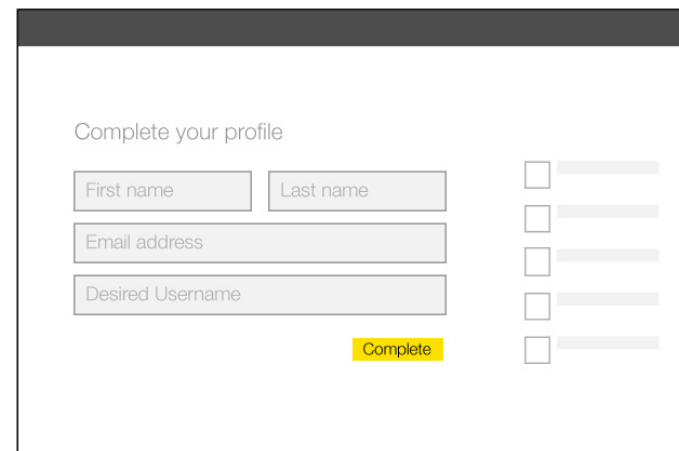 Complete your profile
First name Last name
Email address
Desired Username
Complete